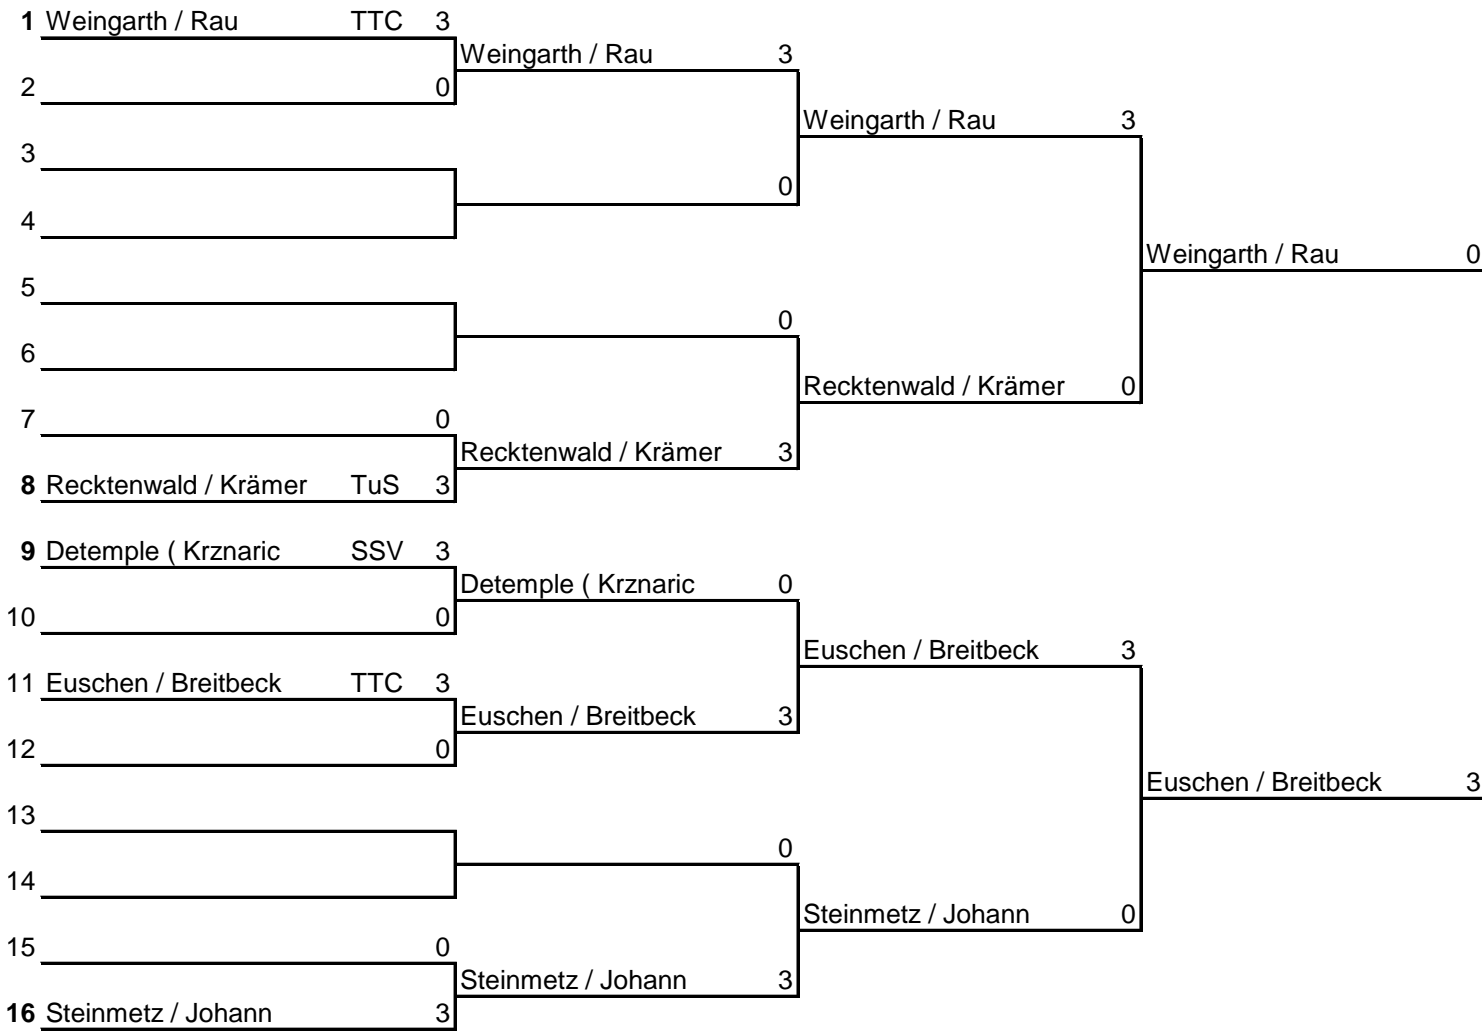 1 Weingarth / Rau TTC 3
Weingarth / Rau 3
2 0
Weingarth / Rau 3
3
0
4
Weingarth / Rau 0
5
0
6
Recktenwald / Krämer 0
7 0
Recktenwald / Krämer 3
8 Recktenwald / Krämer TuS 3
9 Detemple ( Krznaric SSV 3
Detemple ( Krznaric 0
10 0
Euschen / Breitbeck 3
11 Euschen / Breitbeck TTC 3
Euschen / Breitbeck 3
12 0
Euschen / Breitbeck 3
13
0
14
Steinmetz / Johann 0
15 0
Steinmetz / Johann 3
16 Steinmetz / Johann 3